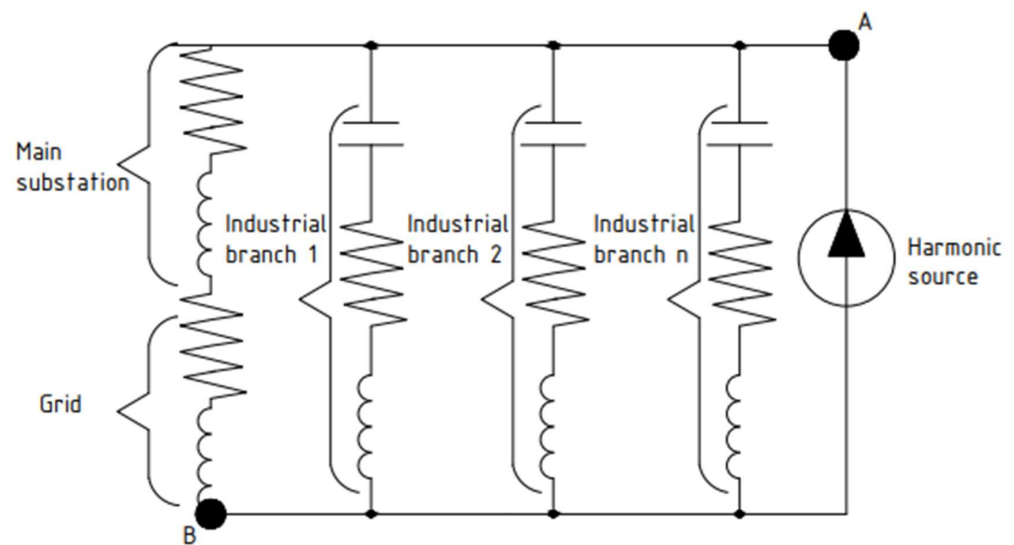 A
Main
substation
Industrial
branch 1
Industrial
branch 2
Industrial
branch n
Harmonic
source
Grid
B